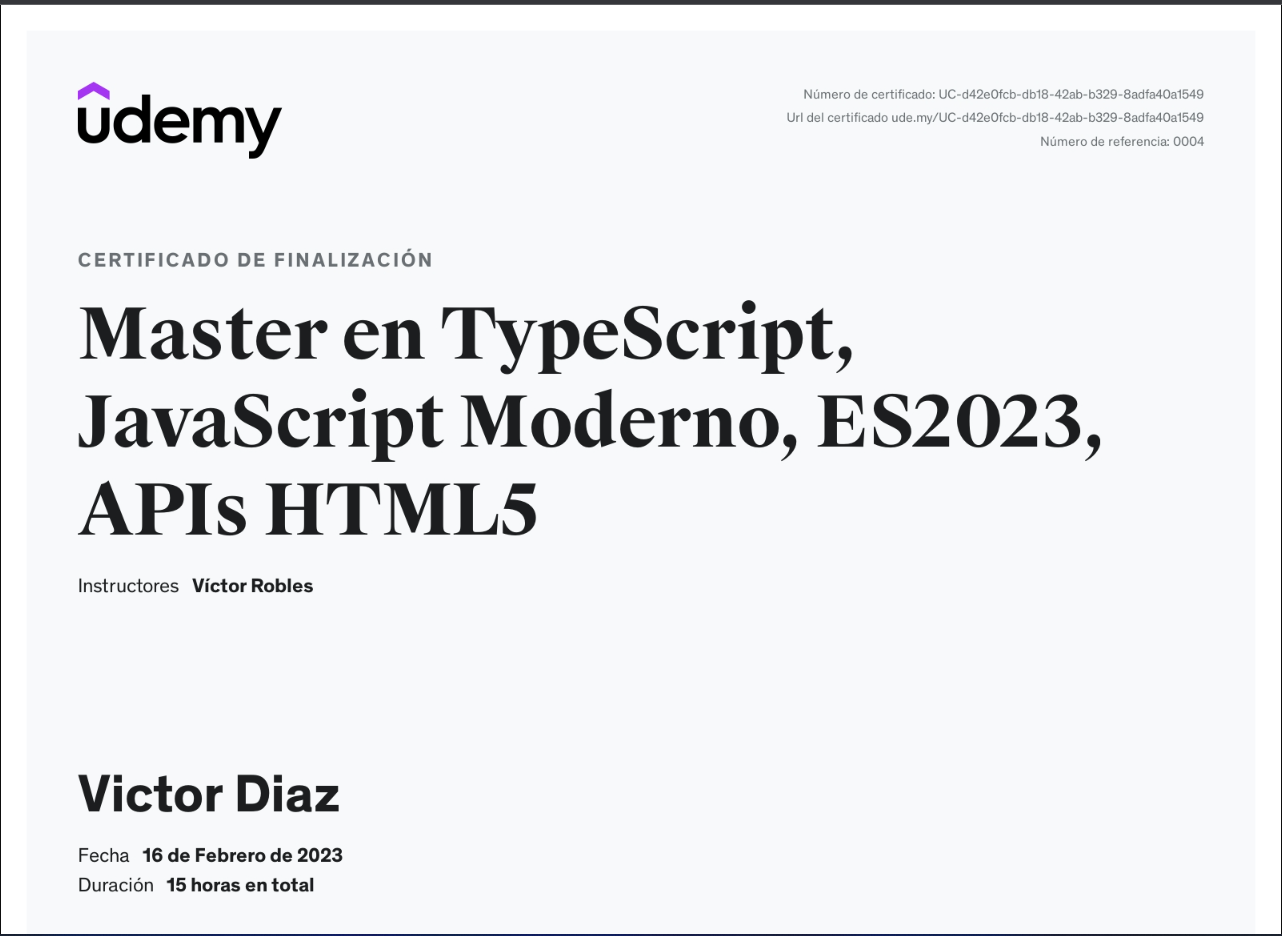 udemy
Número de certificado: UC-d42e0fcb-db18-42ab-b329-8adfa40a1549
Url del certificado ude.my/UC-d42e0fcb-db18-42ab-b329-8adfa40a1549
Número de referencia: 0004
CERTIFICADO DE FINALIZACIÓN
Master en TypeScript,
JavaScript Moderno, ES2023,
APIs HTML5
Instructores Víctor Robles
Victor Diaz
Fecha 16 de Febrero de 2023
Duración 15 horas en total